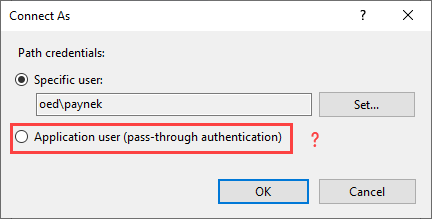 Connect As
Path credentials:
Specific user:
oed\paynek
Set...
Application user (pass-through authentication)
?
OK
Cancel